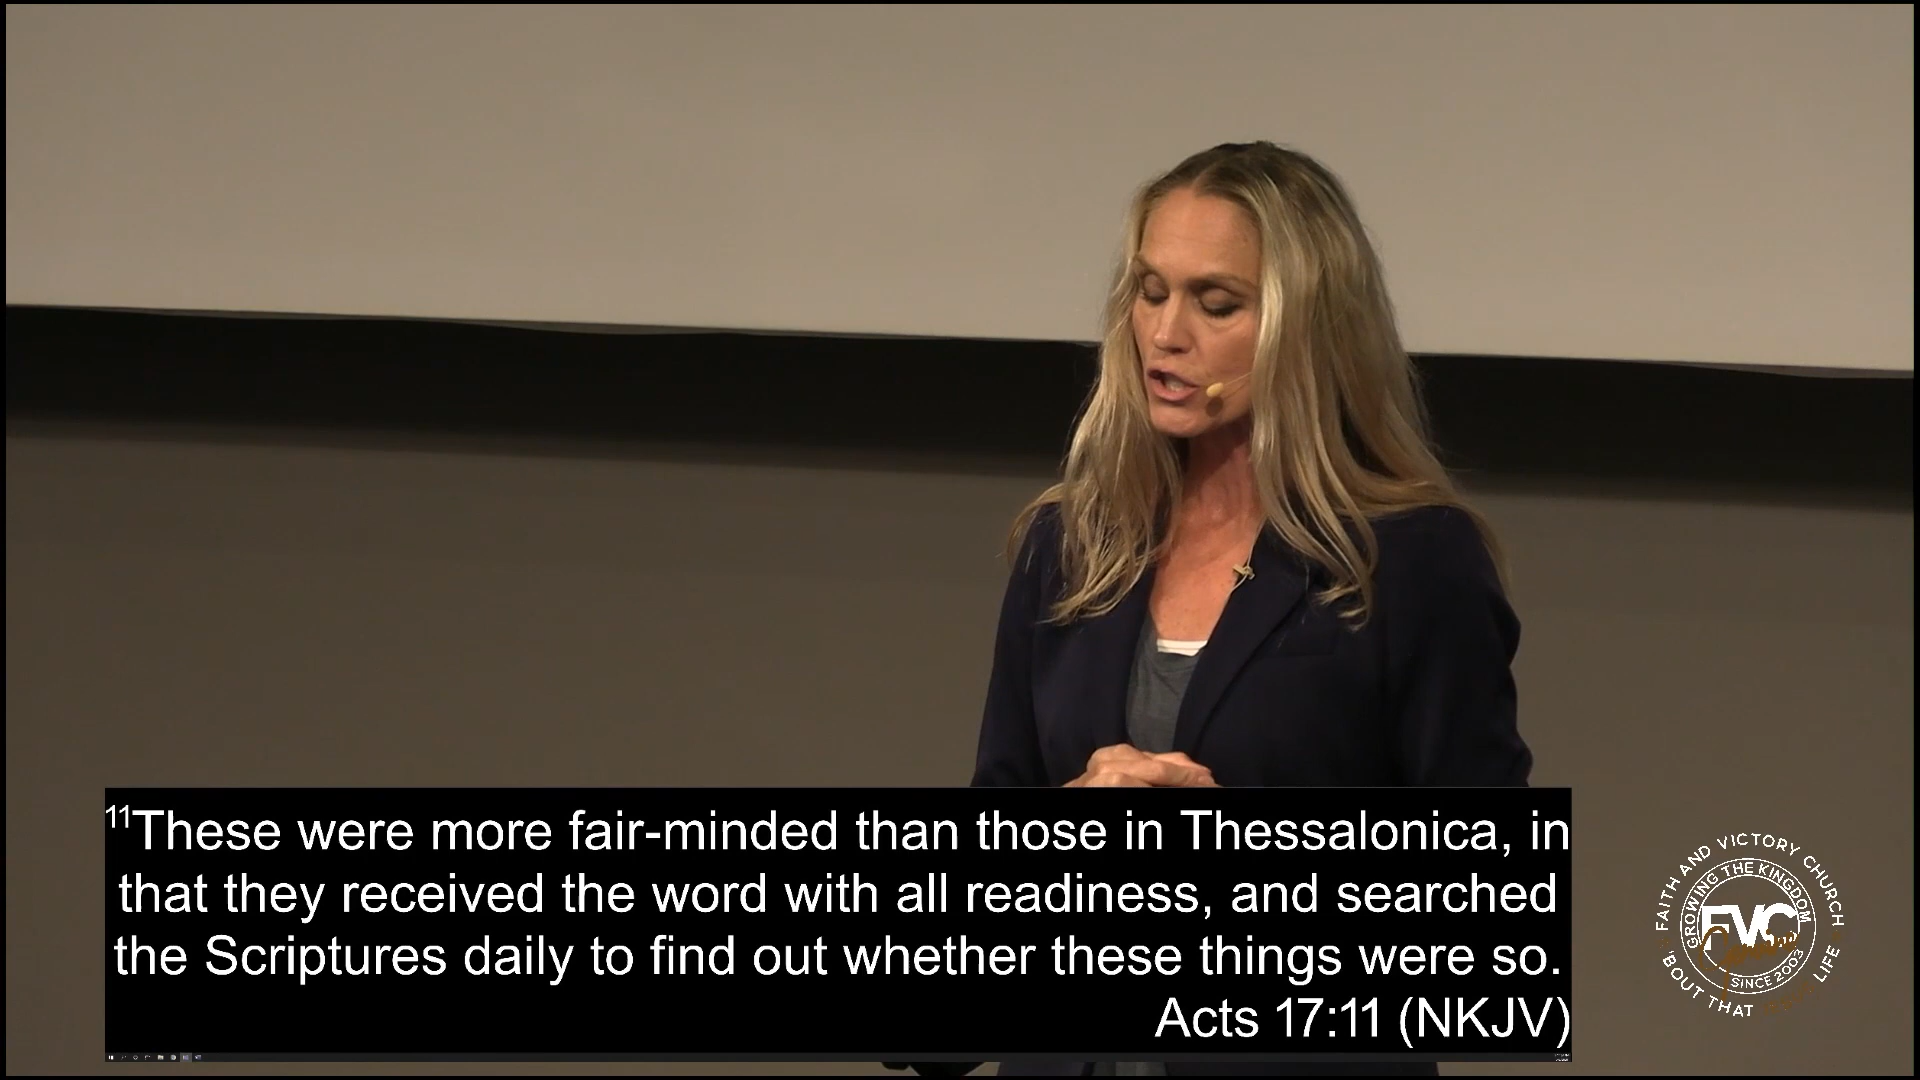 ¹¹These were more fair-minded than those in Thessalonica, in
that they received the word with all readiness, and searched
the Scriptures daily to find out whether these things were so.
Acts 17:11 (NKJV)
FAITH AND VICTORY CHURCH
GROWING THE KINGDOM
FVC
SINCE 2003
'BOUT THAT LIFE